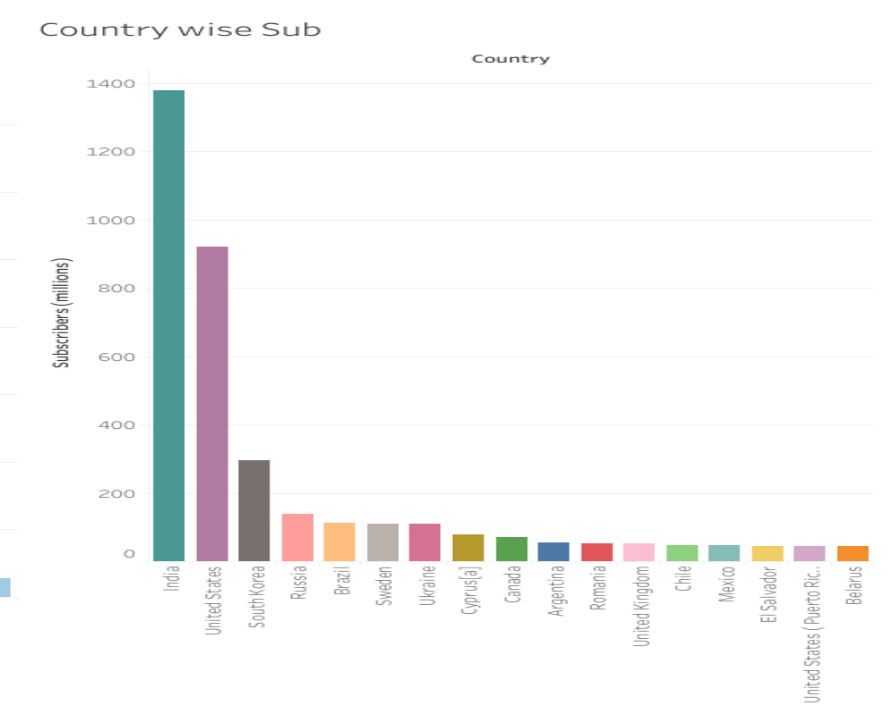 Country wise Sub
Country
Subscribers (millions)
1400
1200
1000
800
600
400
200
0
India
United States
South Korea
Russia
Brazil
Sweden
Ukraine
Cyprus[a]
Canada
Argentina
Romania
United Kingdom
Chile
Mexico
El Salvador
United States ( Puerto Ric..
Belarus